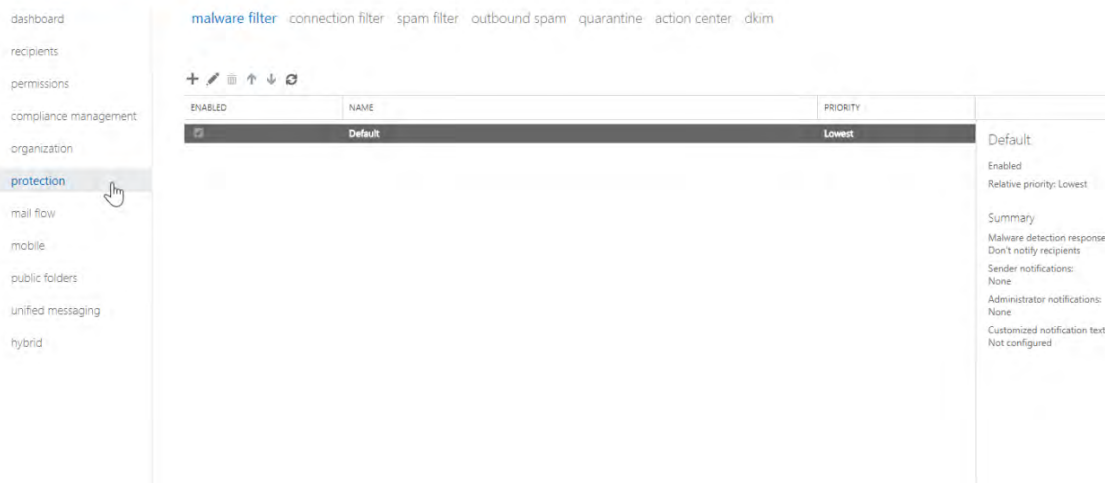 dashboard
recipients
permissions
compliance management
organization
protection
mail flow
mobile
public folders
unified messaging
hybrid
malware filter connection filter spam filter outbound spam quarantine action center dkim
ENABLED NAME PRIORITY
Default Lowest
Default
Enabled
Relative priority: Lowest
Summary
Malware detection response
Don't notify recipients
Sender notifications:
None
Administrator notifications:
None
Customized notification text
Not configured